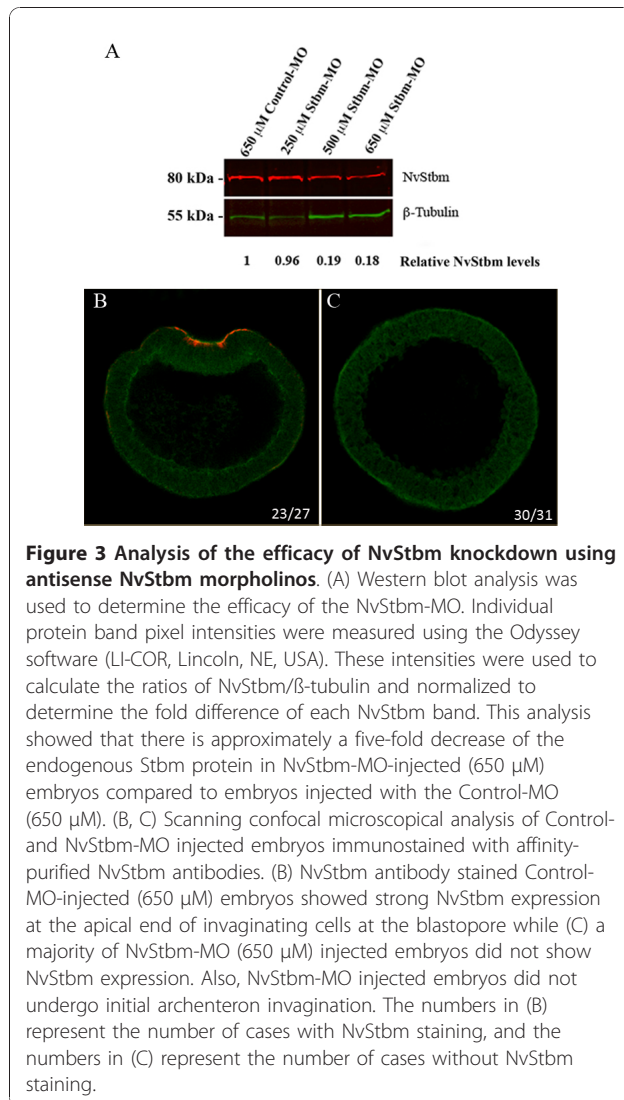 A
650 µM Control-MO
250 µM Stbm-MO
500 µM Stbm-MO
650 µM Stbm-MO
80 kDa -
NvStbm
55 kDa -
β-Tubulin
1 0.96 0.19 0.18 Relative NvStbm levels
B
C
23/27
30/31
Figure 3 Analysis of the efficacy of NvStbm knockdown using
antisense NvStbm morpholinos. (A) Western blot analysis was
used to determine the efficacy of the NvStbm-MO. Individual
protein band pixel intensities were measured using the Odyssey
software (LI-COR, Lincoln, NE, USA). These intensities were used to
calculate the ratios of NvStbm/ß-tubulin and normalized to
determine the fold difference of each NvStbm band. This analysis
showed that there is approximately a five-fold decrease of the
endogenous Stbm protein in NvStbm-MO-injected (650 µM)
embryos compared to embryos injected with the Control-MO
(650 µM). (B, C) Scanning confocal microscopical analysis of Control-
and NvStbm-MO injected embryos immunostained with affinity-
purified NvStbm antibodies. (B) NvStbm antibody stained Control-
MO-injected (650 µM) embryos showed strong NvStbm expression
at the apical end of invaginating cells at the blastopore while (C) a
majority of NvStbm-MO (650 µM) injected embryos did not show
NvStbm expression. Also, NvStbm-MO injected embryos did not
undergo initial archenteron invagination. The numbers in (B)
represent the number of cases with NvStbm staining, and the
numbers in (C) represent the number of cases without NvStbm
staining.